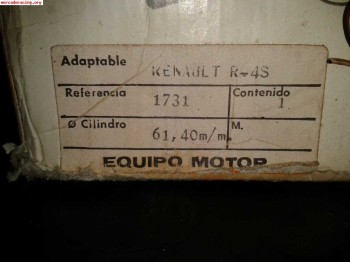 mercadoracing.org
Adaptable RENAULT R-4S
Referencia Contenido
1731 1
Ø Cilindro 61,40m/m. M.
EQUIPO MOTOR